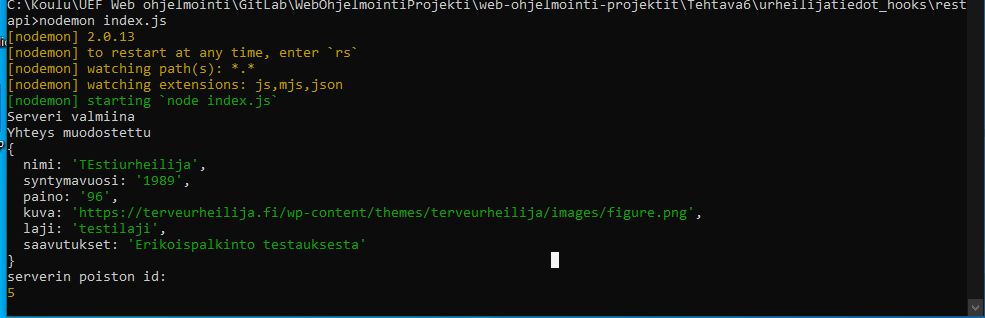 C:\Koulu\UEF Web ohjelmointi\GitLab\WebOhjelmointiProjekti\web-ohjelmointi-projektit\Tehtava6\urheilijatiedot_hooks\rest
api>nodemon index.js
[nodemon] 2.0.13
[nodemon] to restart at any time, enter `rs`
[nodemon] watching path(s): *.*
[nodemon] watching extensions: js,mjs,json
[nodemon] starting `node index.js`
Serveri valmiina
Yhteys muodostettu
{
  nimi: 'TEstiurheilija',
  syntymavuosi: '1989',
  paino: '96',
  kuva: 'https://terveurheilija.fi/wp-content/themes/terveurheilija/images/figure.png',
  laji: 'testilaji',
  saavutukset: 'Erikoispalkinto testauksesta'
}
serverin poiston id:
5